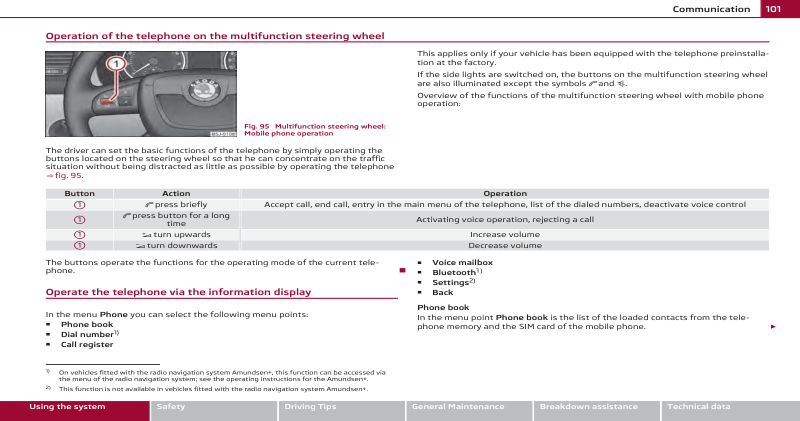 Communication 101
Operation of the telephone on the multifunction steering wheel
1
Fig. 95 Multifunction steering wheel:
Mobile phone operation
The driver can set the basic functions of the telephone by simply operating the
buttons located on the steering wheel so that he can concentrate on the traffic
situation without being distracted as little as possible by operating the telephone
⇒ fig. 95.
This applies only if your vehicle has been equipped with the telephone preinstalla-
tion at the factory.
If the side lights are switched on, the buttons on the multifunction steering wheel
are also illuminated except the symbols and .
Overview of the functions of the multifunction steering wheel with mobile phone
operation:
Button Action Operation
1 press briefly Accept call, end call, entry in the main menu of the telephone, list of the dialed numbers, deactivate voice control
1 press button for a long
time Activating voice operation, rejecting a call
1 turn upwards Increase volume
1 turn downwards Decrease volume
The buttons operate the functions for the operating mode of the current tele-
phone.
Operate the telephone via the information display
In the menu Phone you can select the following menu points:
■ Phone book
■ Dial number1)
■ Call register
■ Voice mailbox
■ Bluetooth1)
■ Settings2)
■ Back
Phone book
In the menu point Phone book is the list of the loaded contacts from the tele-
phone memory and the SIM card of the mobile phone.
1) On vehicles fitted with the radio navigation system Amundsen+, this function can be accessed via
the menu of the radio navigation system; see the operating instructions for the Amundsen+.
2) This function is not available in vehicles fitted with the radio navigation system Amundsen+.
Using the system Safety Driving Tips General Maintenance Breakdown assistance Technical data